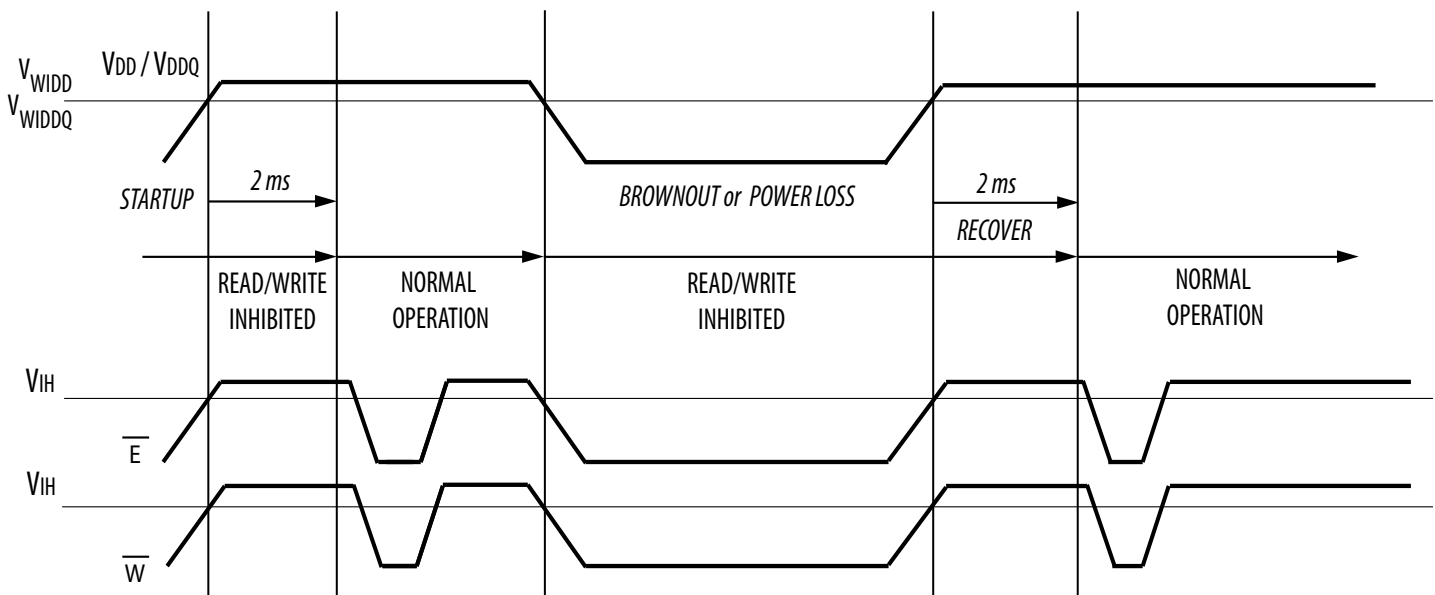 VDD / VDDQ
VWIDD
VWIDDQ
STARTUP
2 ms
BROWNOUT or POWER LOSS
2 ms
RECOVER
READ/WRITE
INHIBITED
NORMAL
OPERATION
READ/WRITE
INHIBITED
NORMAL
OPERATION
VIH
E
VIH
W